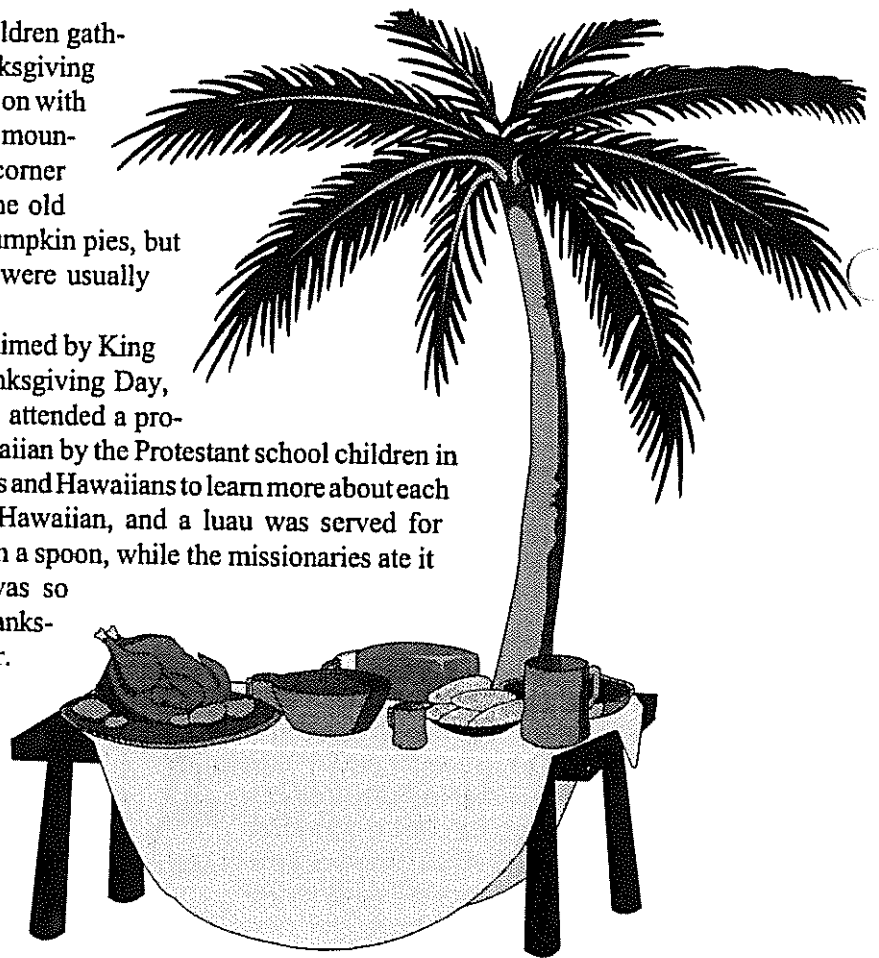 ldren gath-
ksgiving
on with
moun-
corner
ne old
umpkin pies, but
were usually
imed by King
nksgiving Day,
attended a pro-
aiian by the Protestant school children in
s and Hawaiians to learn more about each
Hawaiian, and a luau was served for
n a spoon, while the missionaries ate it
was so
anks-
r.